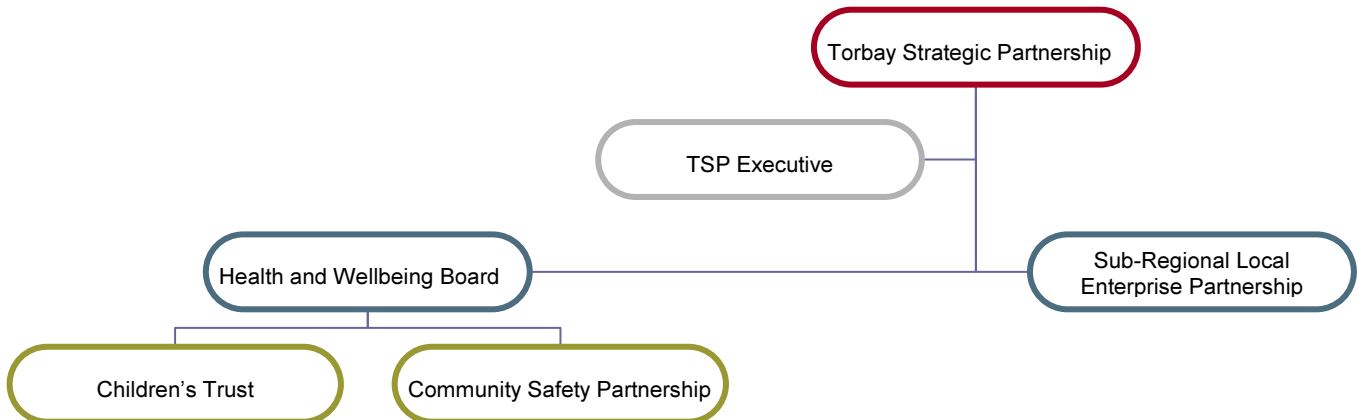 Torbay Strategic Partnership
TSP Executive
Health and Wellbeing Board
Sub-Regional Local
Enterprise Partnership
Children’s Trust
Community Safety Partnership